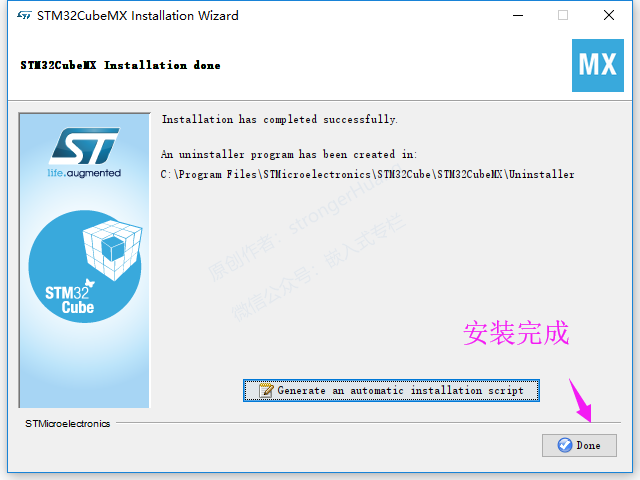 STM32CubeMX Installation Wizard
STM32CubeMX Installation done
MX
Installation has completed successfully.
An uninstaller program has been created in:
C:\Program Files\STMicroelectronics\STM32Cube\STM32CubeMX\Uninstaller
ST
life.augmented
原创作者：strongerHuang
微信公众号：嵌入式专栏
STM32
Cube
安装完成
Generate an automatic installation script
STMicroelectronics
Done